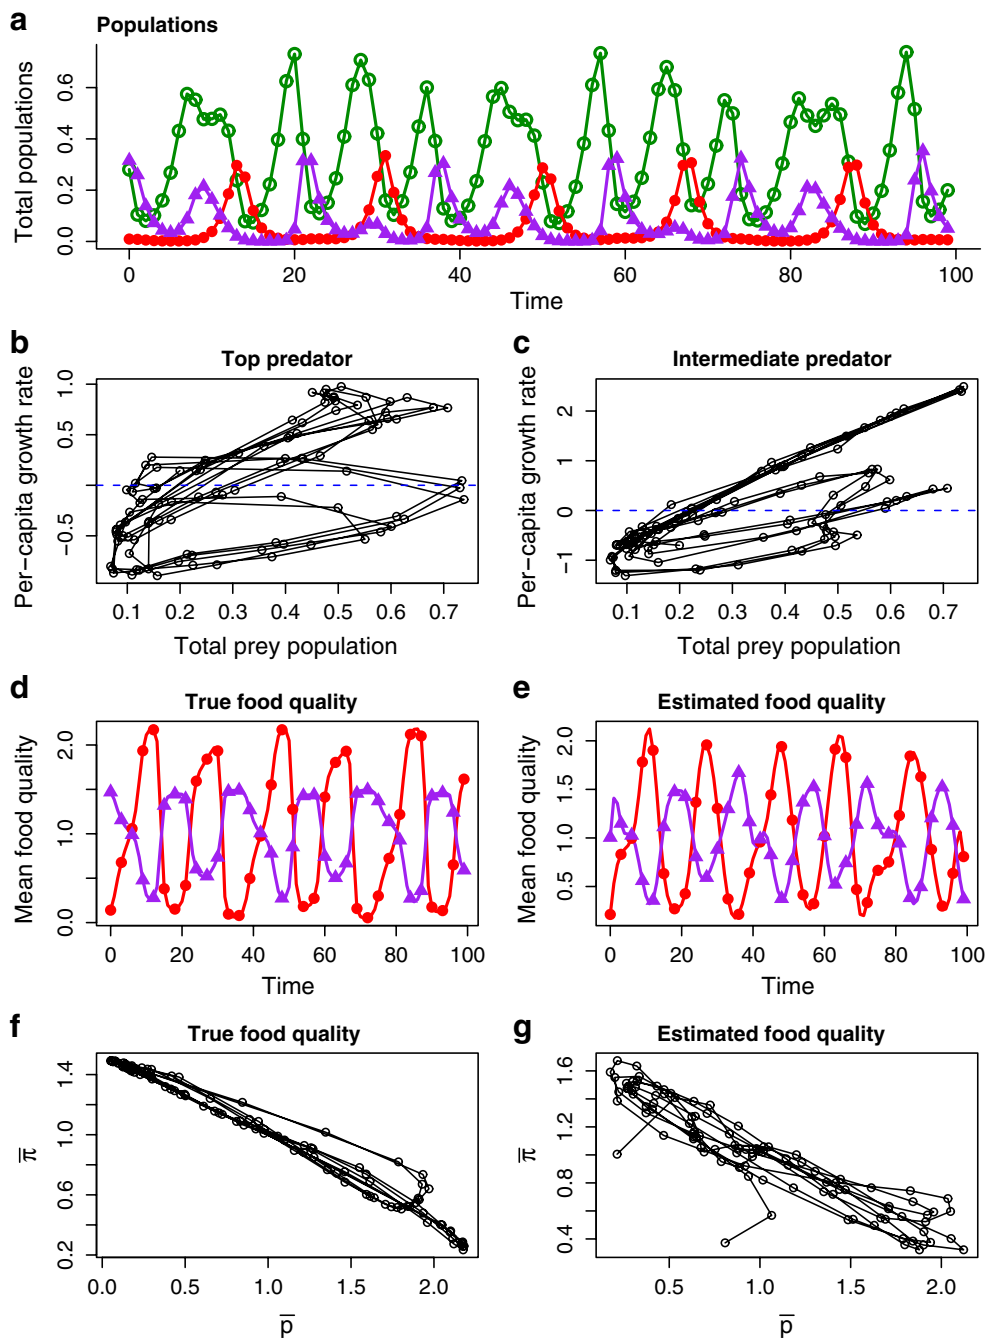 a Populations
Total populations
0.0 0.2 0.4 0.6
0 20 40 60 80 100
Time
b Top predator
Per−capita growth rate
−0.5 0.5 1.0
0.1 0.2 0.3 0.4 0.5 0.6 0.7
Total prey population
c Intermediate predator
Per−capita growth rate
−1 0 1 2
0.1 0.2 0.3 0.4 0.5 0.6 0.7
Total prey population
d True food quality
Mean food quality
0.0 1.0 2.0
0 20 40 60 80 100
Time
e Estimated food quality
Mean food quality
0.5 1.0 1.5 2.0
0 20 40 60 80 100
Time
f True food quality
π̅
0.2 0.6 1.0 1.4
0.0 0.5 1.0 1.5 2.0
p̅
g Estimated food quality
π̅
0.4 0.8 1.2 1.6
0.5 1.0 1.5 2.0
p̅